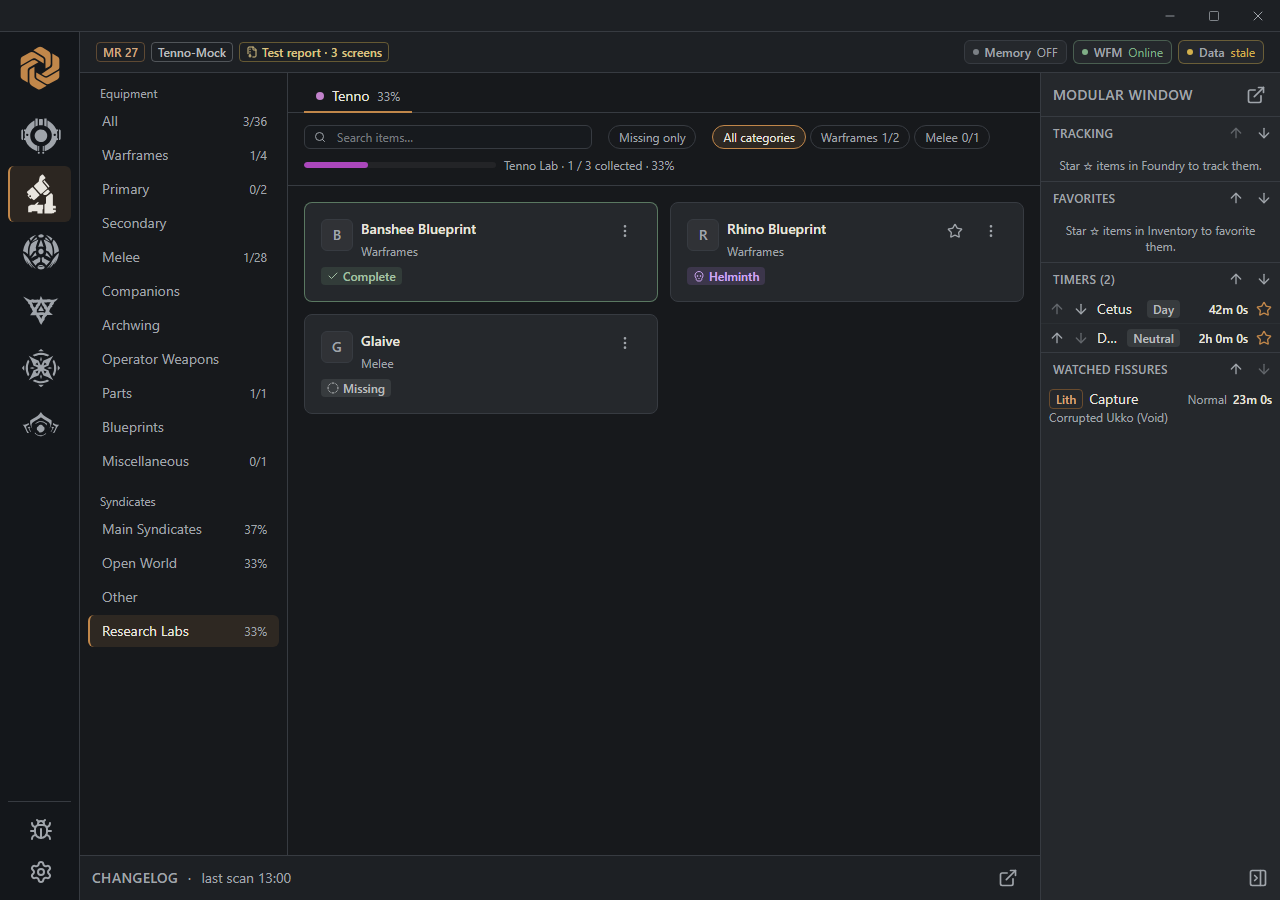 MR 27
Tenno-Mock
Test report · 3 screens
Memory OFF
WFM Online
Data stale
Equipment
All 3/36
Warframes 1/4
Primary 0/2
Secondary
Melee 1/28
Companions
Archwing
Operator Weapons
Parts 1/1
Blueprints
Miscellaneous 0/1
Syndicates
Main Syndicates 37%
Open World 33%
Other
Research Labs 33%
Tenno 33%
Search items...
Missing only
All categories
Warframes 1/2
Melee 0/1
Tenno Lab · 1 / 3 collected · 33%
B
Banshee Blueprint
Warframes
Complete
R
Rhino Blueprint
Warframes
Helminth
G
Glaive
Melee
Missing
MODULAR WINDOW
TRACKING
Star ☆ items in Foundry to track them.
FAVORITES
Star ☆ items in Inventory to favorite
them.
TIMERS (2)
Cetus Day 42m 0s
D... Neutral 2h 0m 0s
WATCHED FISSURES
Lith Capture Normal 23m 0s
Corrupted Ukko (Void)
CHANGELOG · last scan 13:00